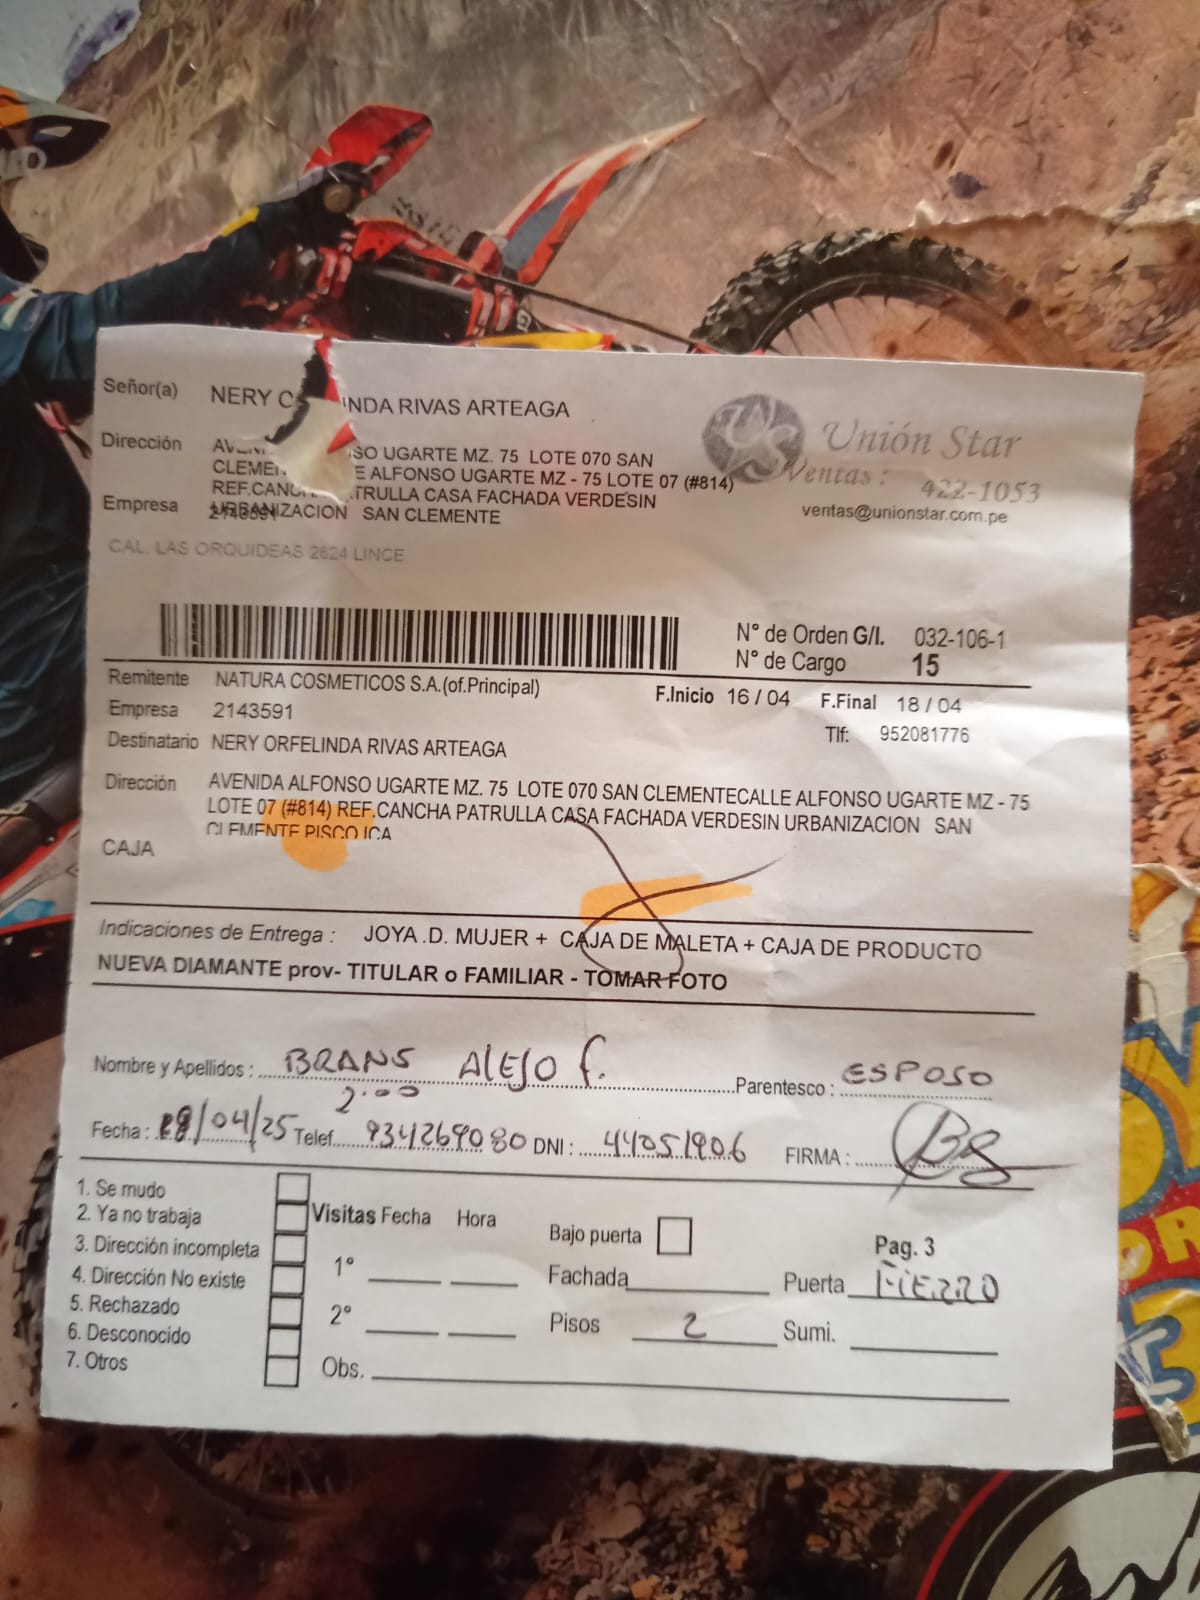 Señor(a) NERY C NDA RIVAS ARTEAGA
Unión Star
Ventas : 422-1053
ventas@unionstar.com.pe
Dirección SO UGARTE MZ. 75 LOTE 070 SAN
CLEMEN E ALFONSO UGARTE MZ - 75 LOTE 07 (#814)
REF.CANCH TRULLA CASA FACHADA VERDESIN
URBANIZACION SAN CLEMENTE
Empresa 2143591
CAL. LAS ORQUIDEAS 2624 LINCE
N° de Orden G/I. 032-106-1
N° de Cargo 15
Remitente NATURA COSMETICOS S.A.(of.Principal)
F.Inicio 16 / 04 F.Final 18 / 04
Empresa 2143591
Tlf: 952081776
Destinatario NERY ORFELINDA RIVAS ARTEAGA
Dirección AVENIDA ALFONSO UGARTE MZ. 75 LOTE 070 SAN CLEMENTECALLE ALFONSO UGARTE MZ - 75
LOTE 07 (#814) REF.CANCHA PATRULLA CASA FACHADA VERDESIN URBANIZACION SAN
CLEMENTE PISCO ICA
CAJA
Indicaciones de Entrega : JOYA .D. MUJER + CAJA DE MALETA + CAJA DE PRODUCTO
NUEVA DIAMANTE prov- TITULAR o FAMILIAR - TOMAR FOTO
Nombre y Apellidos : BRANS AlEJO f. Parentesco : ESPOSO
2:00
Fecha : /04/25 Telef. 934269080 DNI : 44051906 FIRMA :
1. Se mudo
2. Ya no trabaja
3. Dirección incompleta
4. Dirección No existe
5. Rechazado
6. Desconocido
7. Otros
Visitas Fecha Hora
1°
2°
Obs.
Bajo puerta
Fachada
Pisos 2
Pag. 3
Puerta FIERRO
Sumi.